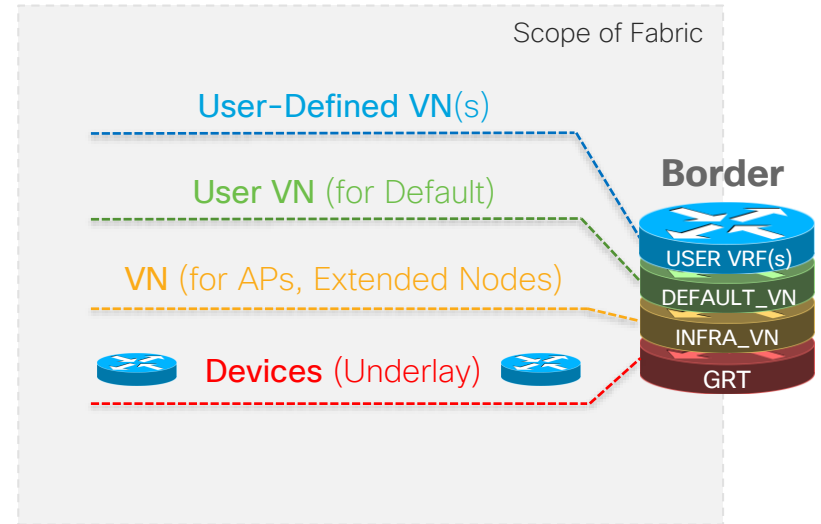 Scope of Fabric
User-Defined VN(s)
User VN (for Default)
VN (for APs, Extended Nodes)
Devices (Underlay)
Border
USER VRF(s)
DEFAULT_VN
INFRA_VN
GRT